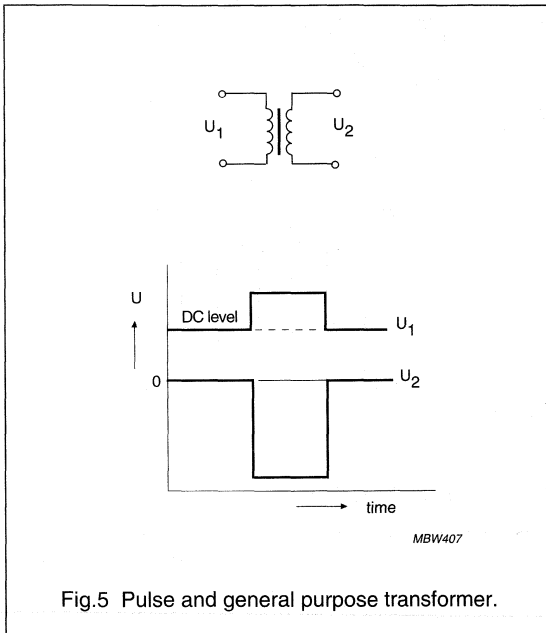 U1 U2
U
DC level
U1
0
U2
time
MBW407
Fig.5 Pulse and general purpose transformer.